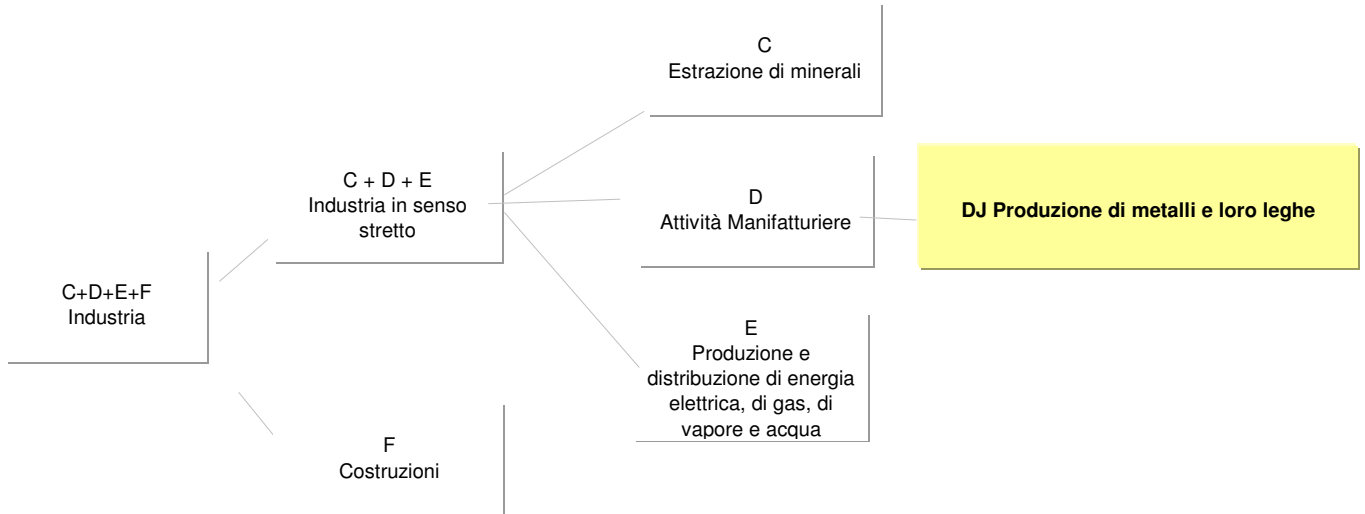 C
Estrazione di minerali
C + D + E
Industria in senso
stretto
D
Attività Manifatturiere
DJ Produzione di metalli e loro leghe
C+D+E+F
Industria
E
Produzione e
distribuzione di energia
elettrica, di gas, di
vapore e acqua
F
Costruzioni